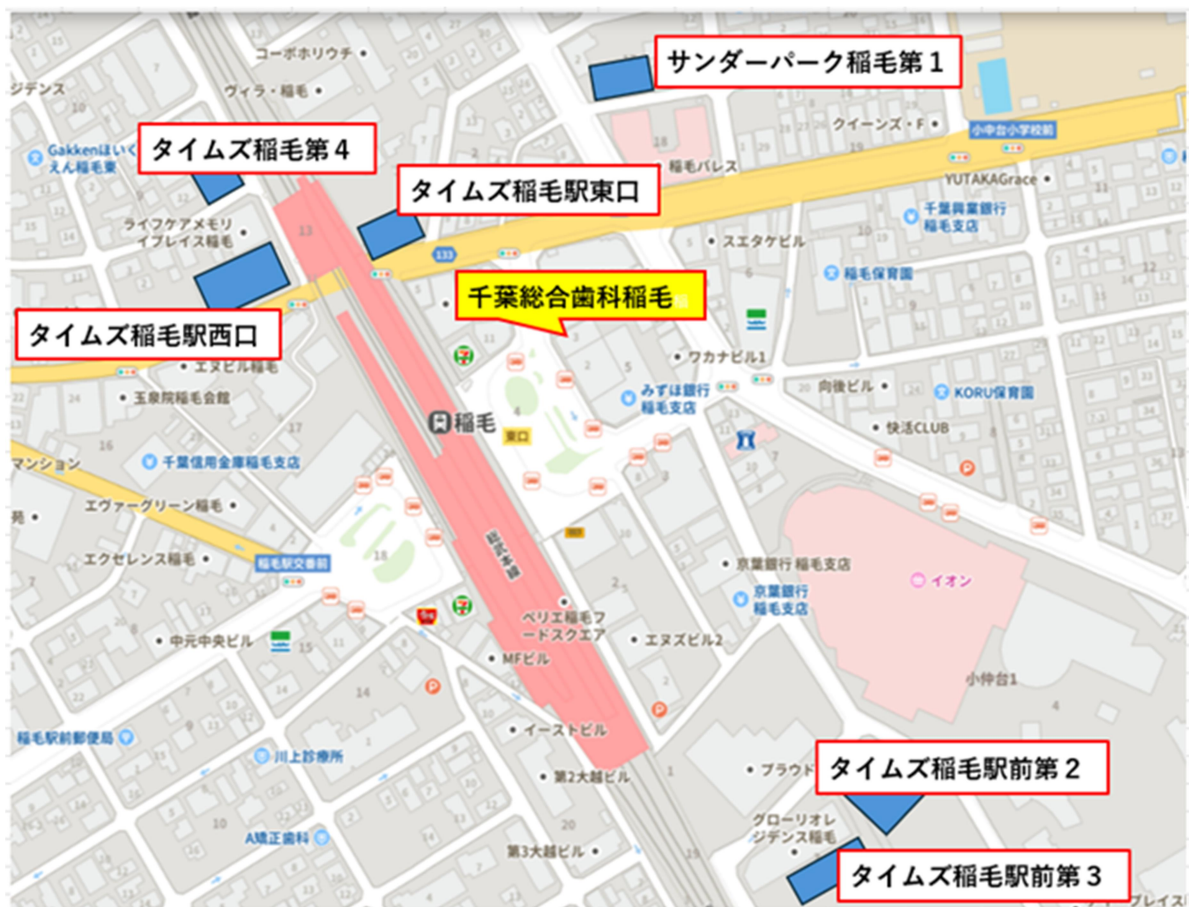 コーポホリウチ
ヴィラ・稲毛
ジデンス
サンダーパーク稲毛第1
クイーンズ・F
小中台小学校前
Gakkenほいく
えん稲毛東
タイムズ稲毛第4
稲毛パレス
YUTAKAGrace
タイムズ稲毛駅東口
千葉興業銀行
稲毛支店
ライフケアメモリ
イプレイス稲毛
133
スエタケビル
稲毛保育園
千葉総合歯科稲毛
タイムズ稲毛駅西口
エヌビル稲毛
ワカナビル1
みずほ銀行
稲毛支店
向後ビル
KORU保育園
玉泉院稲毛会館
稲毛
東口
快活CLUB
マンション
千葉信用金庫稲毛支店
エヴァーグリーン稲毛
苑
エクセレンス稲毛
稲毛駅交番前
総武本線
京葉銀行 稲毛支店
京葉銀行
稲毛支店
イオン
ペリエ稲毛フ
ードスクエア
中元中央ビル
エヌズビル2
MFビル
小仲台1
稲毛駅前郵便局
川上診療所
イーストビル
第2大越ビル
プラウド
タイムズ稲毛駅前第2
グローリオレ
ジデンス稲毛
A矯正歯科
第3大越ビル
タイムズ稲毛駅前第3
プレイス